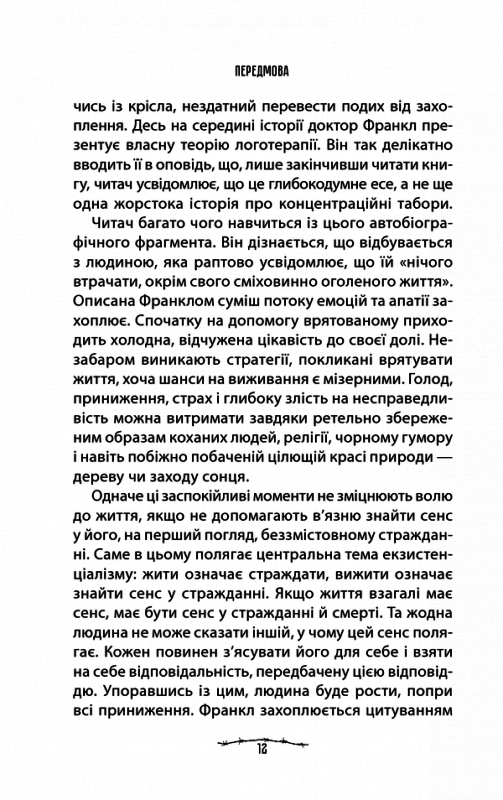 ПЕРЕДМОВА
чись із крісла, нездатний перевести подих від захо-
плення. Десь на середині історії доктор Франкл пре-
зентує власну теорію логотерапії. Він так делікатно
вводить її в оповідь, що, лише закінчивши читати кни-
гу, читач усвідомлює, що це глибокодумне есе, а не ще
одна жорстока історія про концентраційні табори.
Читач багато чого навчиться із цього автобіогра-
фічного фрагмента. Він дізнається, що відбувається
з людиною, яка раптово усвідомлює, що їй «нічого
втрачати, окрім свого сміховинно оголеного життя».
Описана Франклом суміш потоку емоцій та апатії за-
хоплює. Спочатку на допомогу врятованому прихо-
дить холодна, відчужена цікавість до своєї долі. Не-
забаром виникають стратегії, покликані врятувати
життя, хоча шанси на виживання є мізерними. Голод,
приниження, страх і глибоку злість на несправедли-
вість можна витримати завдяки ретельно збереже-
ним образам коханих людей, релігії, чорному гумору
і навіть побіжно побаченій цілющій красі природи —
дереву чи заходу сонця.
Одначе ці заспокійливі моменти не зміцнюють волю
до життя, якщо не допомагають в’язню знайти сенс
у його, на перший погляд, беззмістовному страждан-
ні. Саме в цьому полягає центральна тема екзистен-
ціалізму: жити означає страждати, вижити означає
знайти сенс у стражданні. Якщо життя взагалі має
сенс, має бути сенс у стражданні й смерті. Та жодна
людина не може сказати іншій, у чому цей сенс поля-
гає. Кожен повинен з’ясувати його для себе і взяти
на себе відповідальність, передбачену цією відповід-
дю. Упоравшись із цим, людина буде рости, попри
всі приниження. Франкл захоплюється цитуванням
12